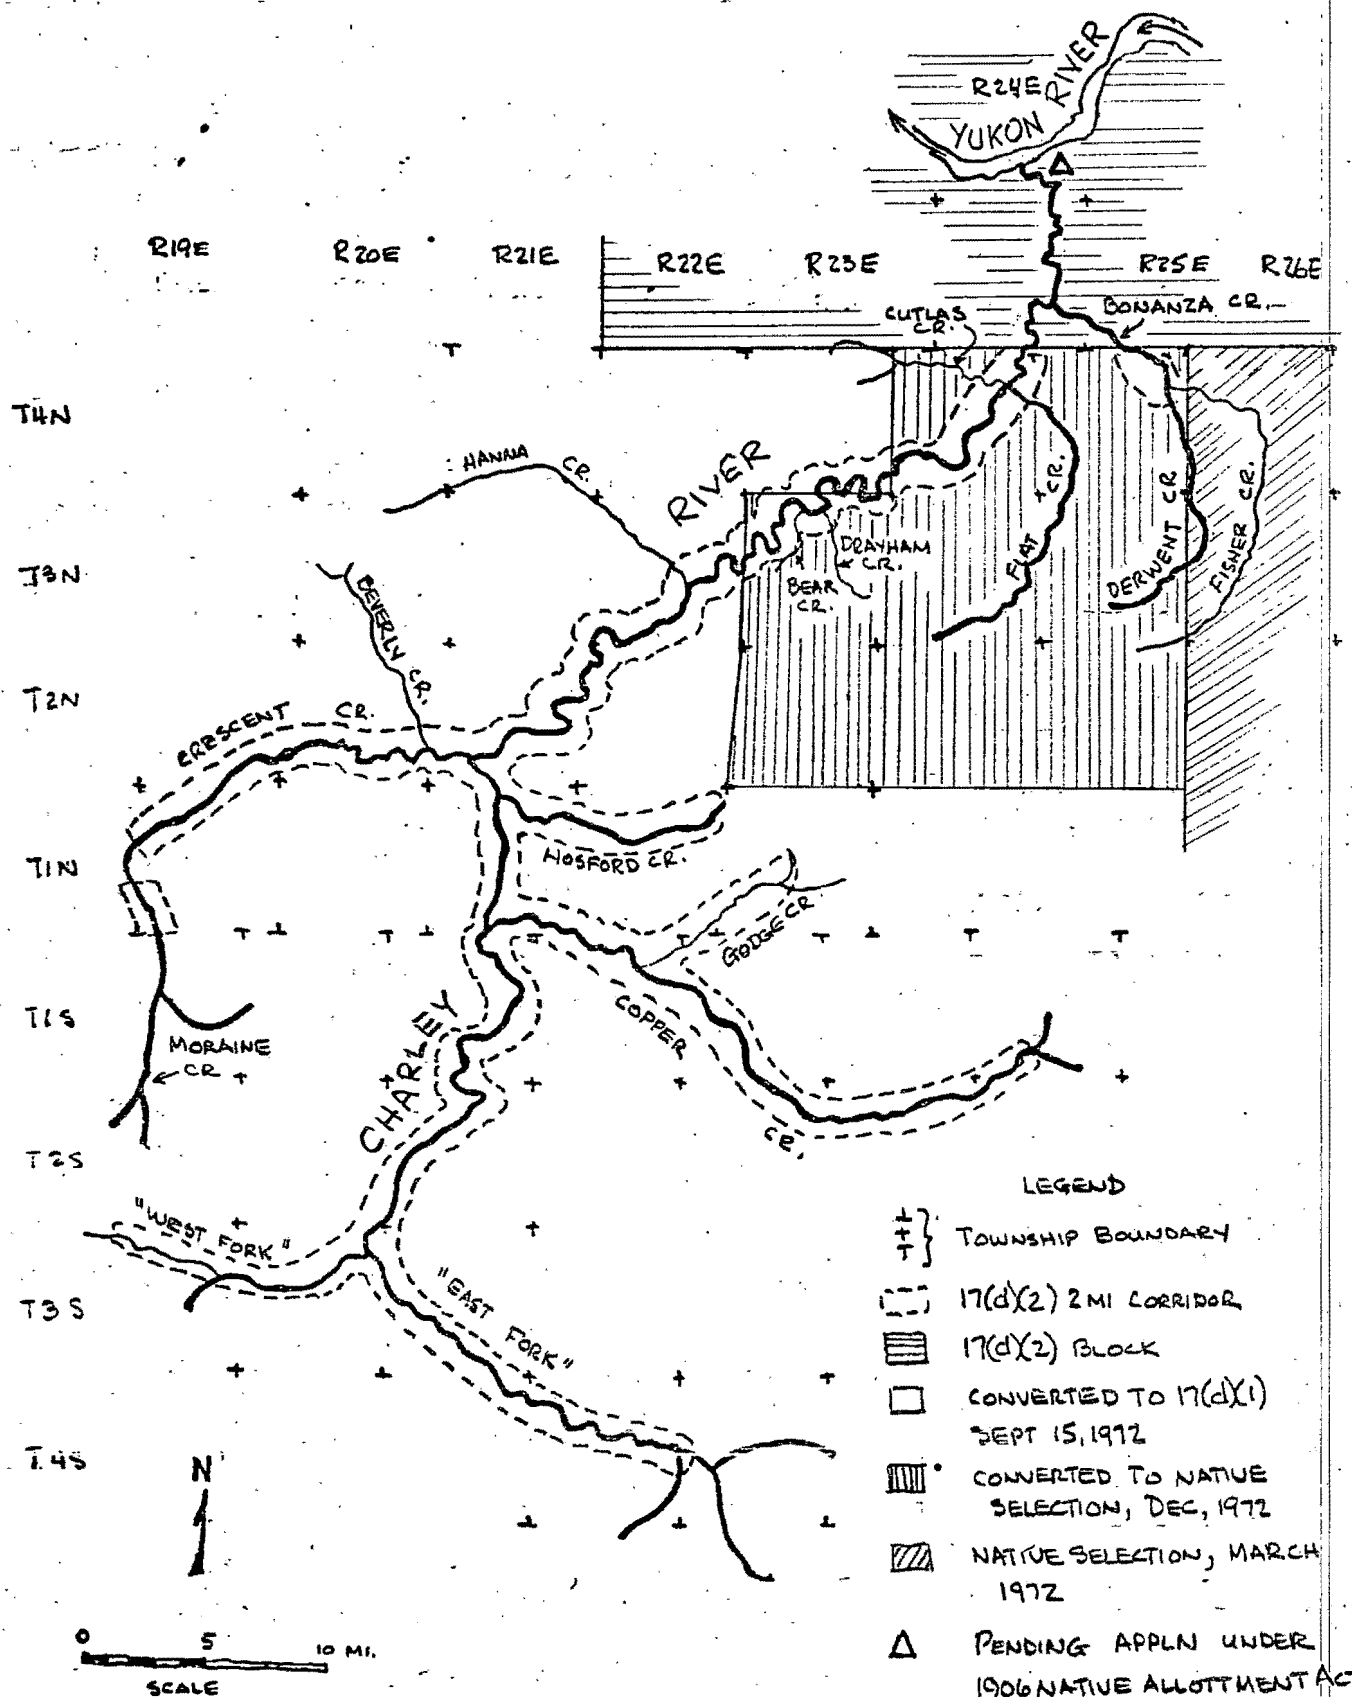 R24E
YUKON RIVER
R19E R20E R21E R22E R23E R25E R26E
CUTLAS
CR.
BONANZA CR.
T4N
HANNA CR.
RIVER
CR.
FLAT
DERWENT CR
FISHER CR.
T3N
DRAYHAM
CR.
BEAR
CR.
BEVERLY CR.
T2N
CRESCENT CR.
T1N
HOSFORD CR.
GODGE CR.
T1S
COPPER
CR.
MORAINE
CR
CHARLEY
T2S
"WEST FORK"
T3S
"EAST FORK"
T4S
N
0 5 10 MI.
SCALE
LEGEND
TOWNSHIP BOUNDARY
17(d)(2) 2MI CORRIDOR
17(d)(2) BLOCK
CONVERTED TO 17(d)(1)
SEPT 15, 1972
CONVERTED TO NATIVE
SELECTION, DEC, 1972
NATIVE SELECTION, MARCH
1972
PENDING APPLN UNDER
1906 NATIVE ALLOTTMENT ACT